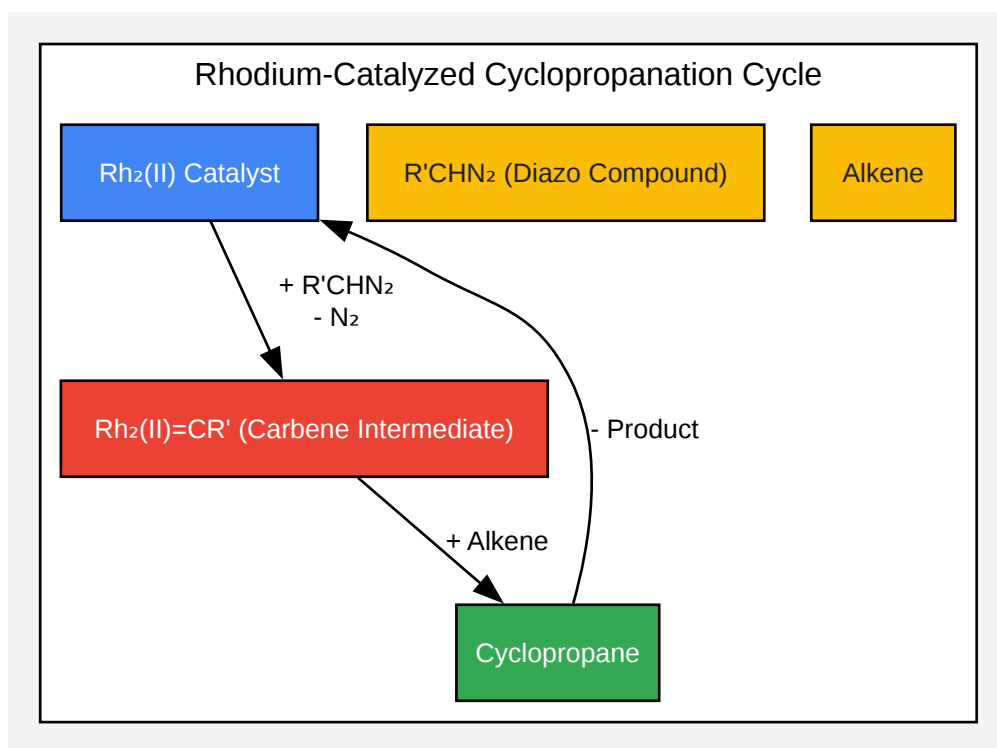 Rhodium-Catalyzed Cyclopropanation Cycle
Rh₂(II) Catalyst
R'CHN₂ (Diazo Compound)
Alkene
+ R'CHN₂
- N₂
Rh₂(II)=CR' (Carbene Intermediate)
- Product
+ Alkene
Cyclopropane